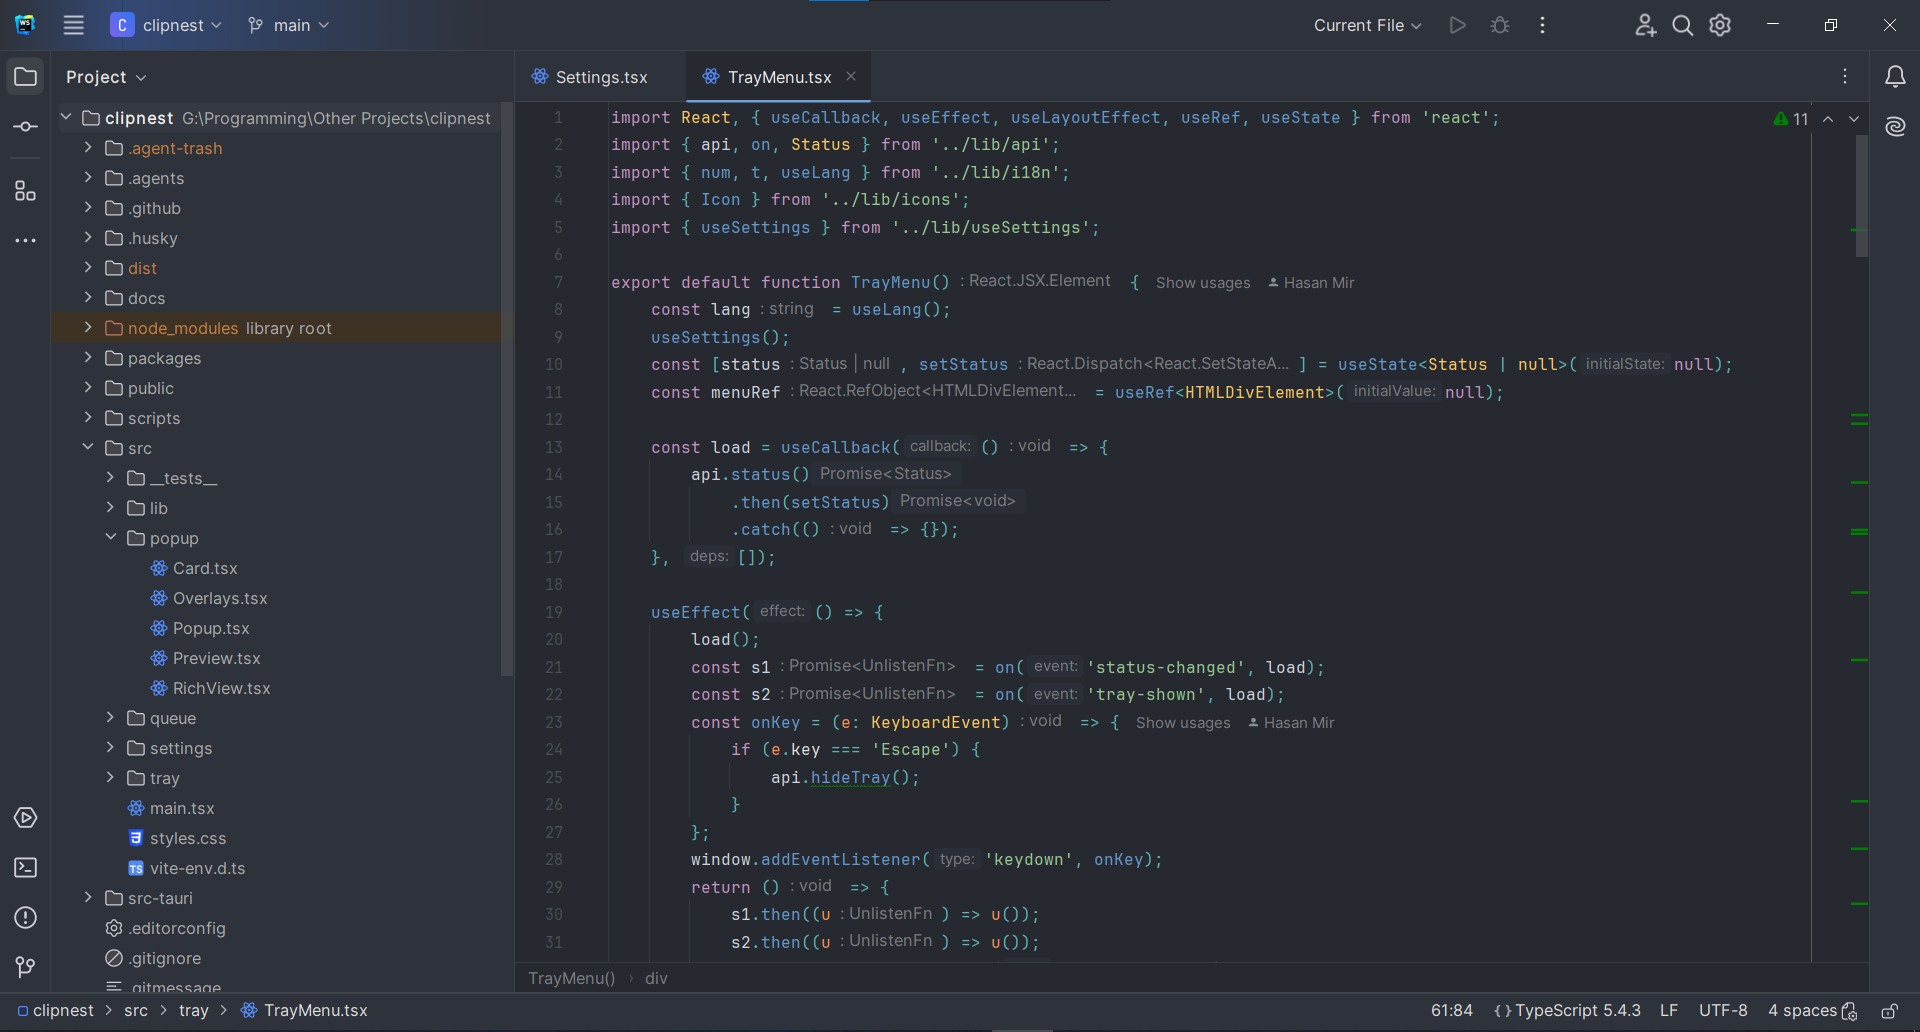 WS
C clipnest main Current File
Project
Settings.tsx TrayMenu.tsx
clipnest G:\Programming\Other Projects\clipnest
.agent-trash
.agents
.github
.husky
dist
docs
node_modules library root
packages
public
scripts
src
__tests__
lib
popup
Card.tsx
Overlays.tsx
Popup.tsx
Preview.tsx
RichView.tsx
queue
settings
tray
main.tsx
styles.css
TS vite-env.d.ts
src-tauri
.editorconfig
.gitignore
.gitmessage
11
1 import React, { useCallback, useEffect, useLayoutEffect, useRef, useState } from 'react';
2 import { api, on, Status } from '../lib/api';
3 import { num, t, useLang } from '../lib/i18n';
4 import { Icon } from '../lib/icons';
5 import { useSettings } from '../lib/useSettings';
6
7 export default function TrayMenu() : React.JSX.Element { Show usages Hasan Mir
8 const lang : string = useLang();
9 useSettings();
10 const [status : Status | null , setStatus : React.Dispatch<React.SetStateA... ] = useState<Status | null>( initialState: null);
11 const menuRef : React.RefObject<HTMLDivElement... = useRef<HTMLDivElement>( initialValue: null);
12
13 const load = useCallback( callback: () : void => {
14 api.status() Promise<Status>
15 .then(setStatus) Promise<void>
16 .catch(() : void => {});
17 }, deps: []);
18
19 useEffect( effect: () => {
20 load();
21 const s1 : Promise<UnlistenFn> = on( event: 'status-changed', load);
22 const s2 : Promise<UnlistenFn> = on( event: 'tray-shown', load);
23 const onKey = (e: KeyboardEvent) : void => { Show usages Hasan Mir
24 if (e.key === 'Escape') {
25 api.hideTray();
26 }
27 };
28 window.addEventListener( type: 'keydown', onKey);
29 return () : void => {
30 s1.then((u : UnlistenFn ) => u());
31 s2.then((u : UnlistenFn ) => u());
TrayMenu() › div
clipnest > src > tray > TrayMenu.tsx
61:84 {} TypeScript 5.4.3 LF UTF-8 4 spaces